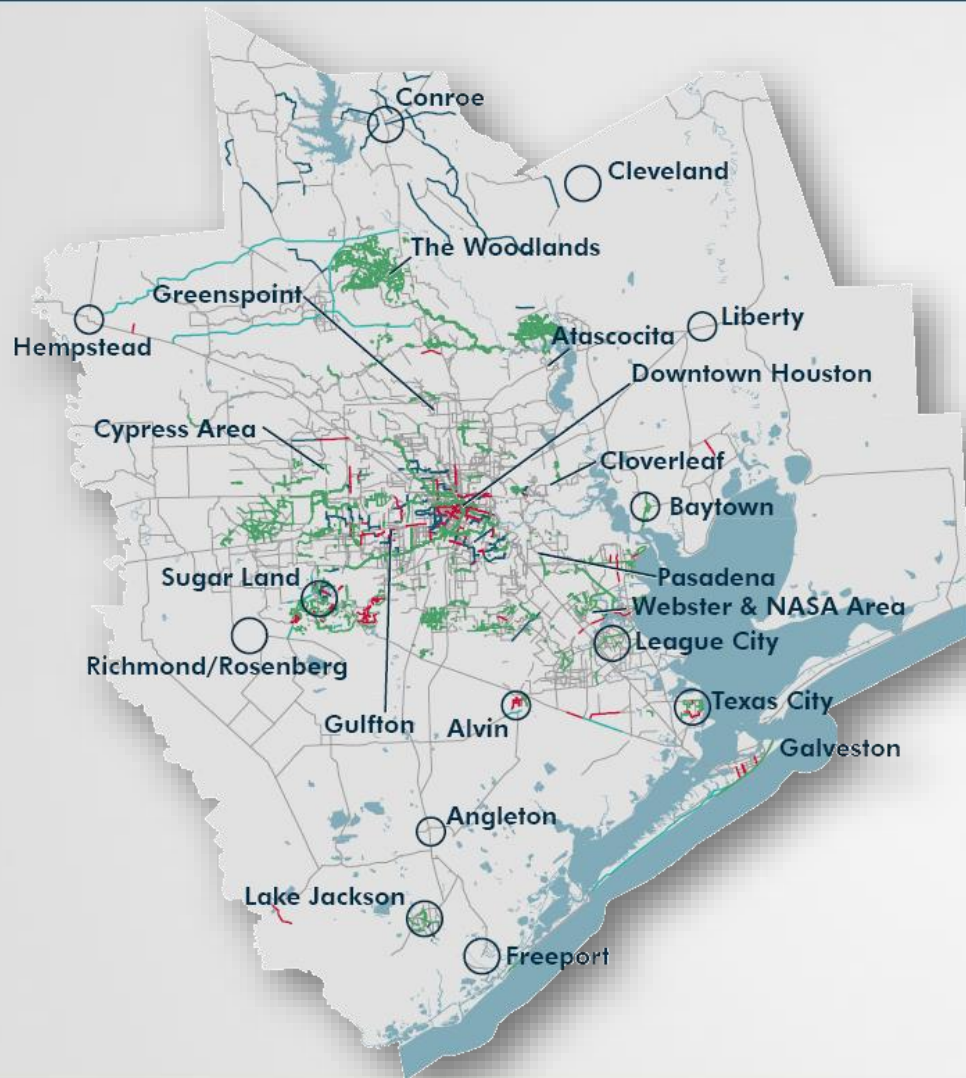 Conroe
Cleveland
The Woodlands
Greenspoint
Liberty
Atascocita
Hempstead
Downtown Houston
Cypress Area
Cloverleaf
Baytown
Sugar Land
Pasadena
Webster & NASA Area
League City
Richmond/Rosenberg
Texas City
Gulfton
Alvin
Galveston
Angleton
Lake Jackson
Freeport